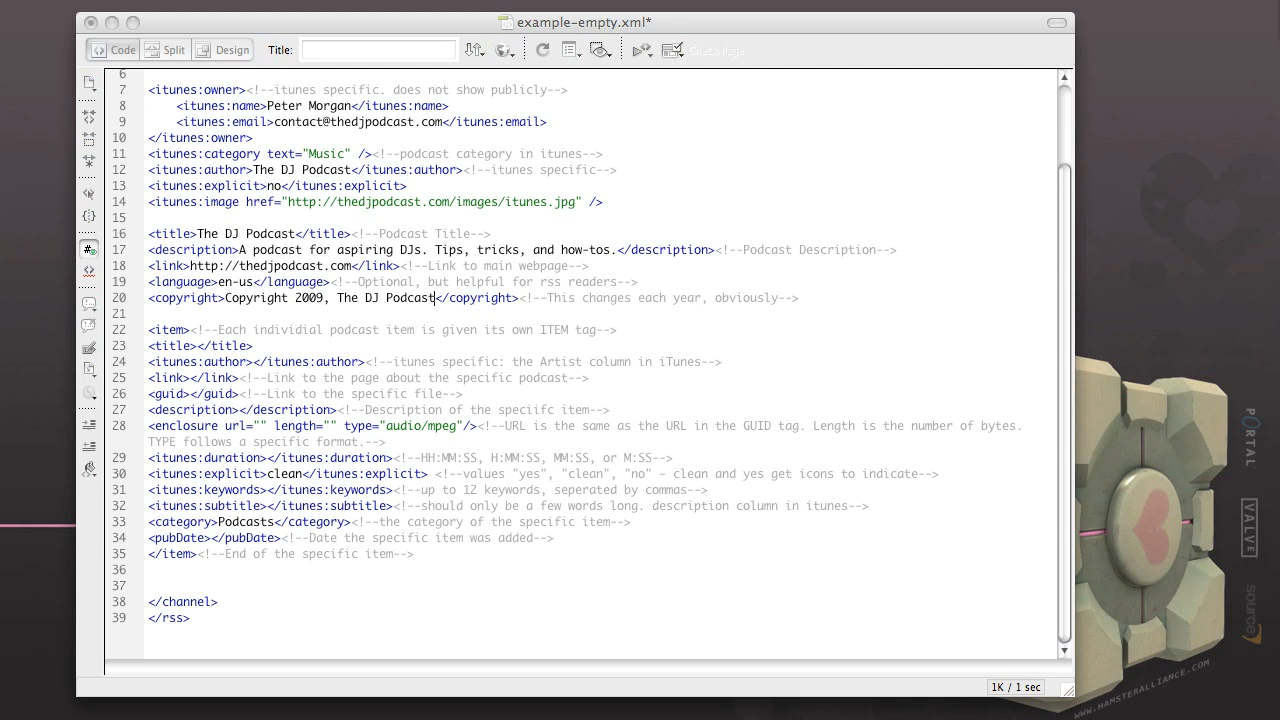 example-empty.xml*
Code Split Design Title: Check Page
6
7 <itunes:owner><!--itunes specific. does not show publicly-->
8 <itunes:name>Peter Morgan</itunes:name>
9 <itunes:email>contact@thedjpodcast.com</itunes:email>
10 </itunes:owner>
11 <itunes:category text="Music" /><!--podcast category in itunes-->
12 <itunes:author>The DJ Podcast</itunes:author><!--itunes specific-->
13 <itunes:explicit>no</itunes:explicit>
14 <itunes:image href="http://thedjpodcast.com/images/itunes.jpg" />
15
16 <title>The DJ Podcast</title><!--Podcast Title-->
17 <description>A podcast for aspiring DJs. Tips, tricks, and how-tos.</description><!--Podcast Description-->
18 <link>http://thedjpodcast.com</link><!--Link to main webpage-->
19 <language>en-us</language><!--Optional, but helpful for rss readers-->
20 <copyright>Copyright 2009, The DJ Podcast</copyright><!--This changes each year, obviously-->
21
22 <item><!--Each individial podcast item is given its own ITEM tag-->
23 <title></title>
24 <itunes:author></itunes:author><!--itunes specific: the Artist column in iTunes-->
25 <link></link><!--Link to the page about the specific podcast-->
26 <guid></guid><!--Link to the specific file-->
27 <description></description><!--Description of the speciifc item-->
28 <enclosure url="" length="" type="audio/mpeg"/><!--URL is the same as the URL in the GUID tag. Length is the number of bytes.
TYPE follows a specific format.-->
29 <itunes:duration></itunes:duration><!--HH:MM:SS, H:MM:SS, MM:SS, or M:SS-->
30 <itunes:explicit>clean</itunes:explicit> <!--values "yes", "clean", "no" - clean and yes get icons to indicate-->
31 <itunes:keywords></itunes:keywords><!--up to 12 keywords, seperated by commas-->
32 <itunes:subtitle></itunes:subtitle><!--should only be a few words long. description column in itunes-->
33 <category>Podcasts</category><!--the category of the specific item-->
34 <pubDate></pubDate><!--Date the specific item was added-->
35 </item><!--End of the specific item-->
36
37
38 </channel>
39 </rss>
1K / 1 sec
PORTAL
VALVE
source
WWW.HAMSTERALLIANCE.COM